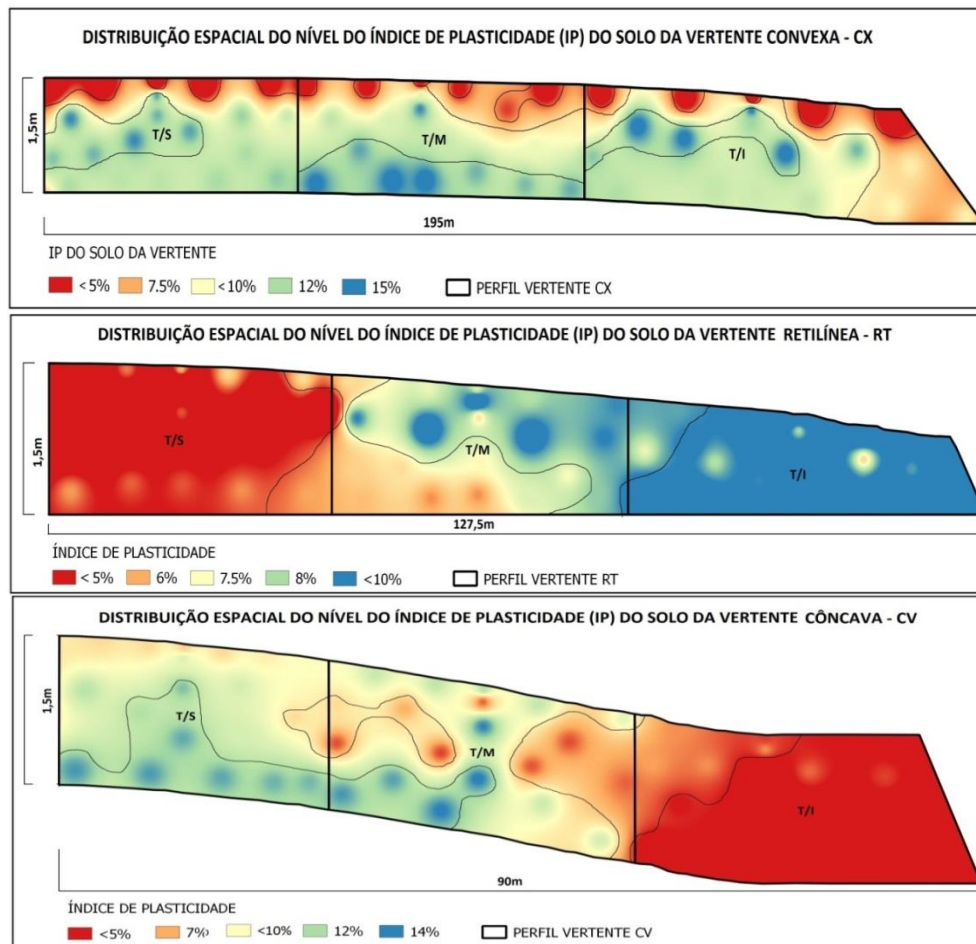 DISTRIBUIÇÃO ESPACIAL DO NÍVEL DO ÍNDICE DE PLASTICIDADE (IP) DO SOLO DA VERTENTE CONVEXA - CX
1,5m
T/S
T/M
T/I
195m
IP DO SOLO DA VERTENTE
<5% 7.5% <10% 12% 15% PERFIL VERTENTE CX
DISTRIBUIÇÃO ESPACIAL DO NÍVEL DO ÍNDICE DE PLASTICIDADE (IP) DO SOLO DA VERTENTE RETILÍNEA - RT
1,5m
T/S
T/M
T/I
127,5m
ÍNDICE DE PLASTICIDADE
< 5% 6% 7.5% 8% <10% PERFIL VERTENTE RT
DISTRIBUIÇÃO ESPACIAL DO NÍVEL DO ÍNDICE DE PLASTICIDADE (IP) DO SOLO DA VERTENTE CÔNCAVA - CV
1,5m
T/S
T/M
T/I
90m
ÍNDICE DE PLASTICIDADE
<5% 7% <10% 12% 14% PERFIL VERTENTE CV